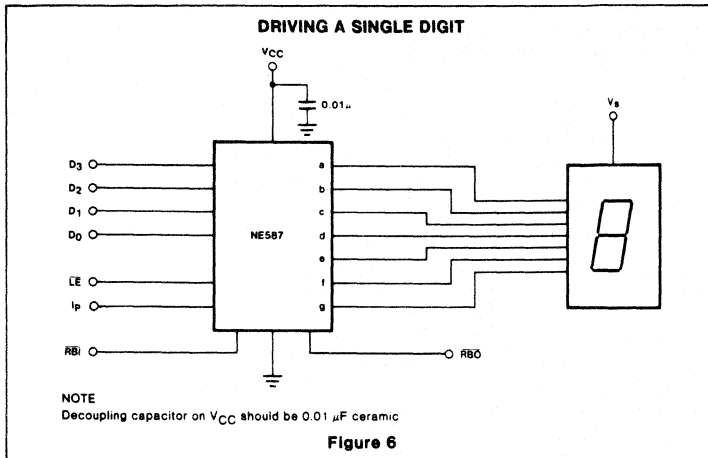 DRIVING A SINGLE DIGIT
VCC
0.01μ
Vs
D3
D2
D1
D0
LE
Ip
RBI
NE587
a
b
c
d
e
f
g
RBO
NOTE
Decoupling capacitor on VCC should be 0.01 μF ceramic
Figure 6